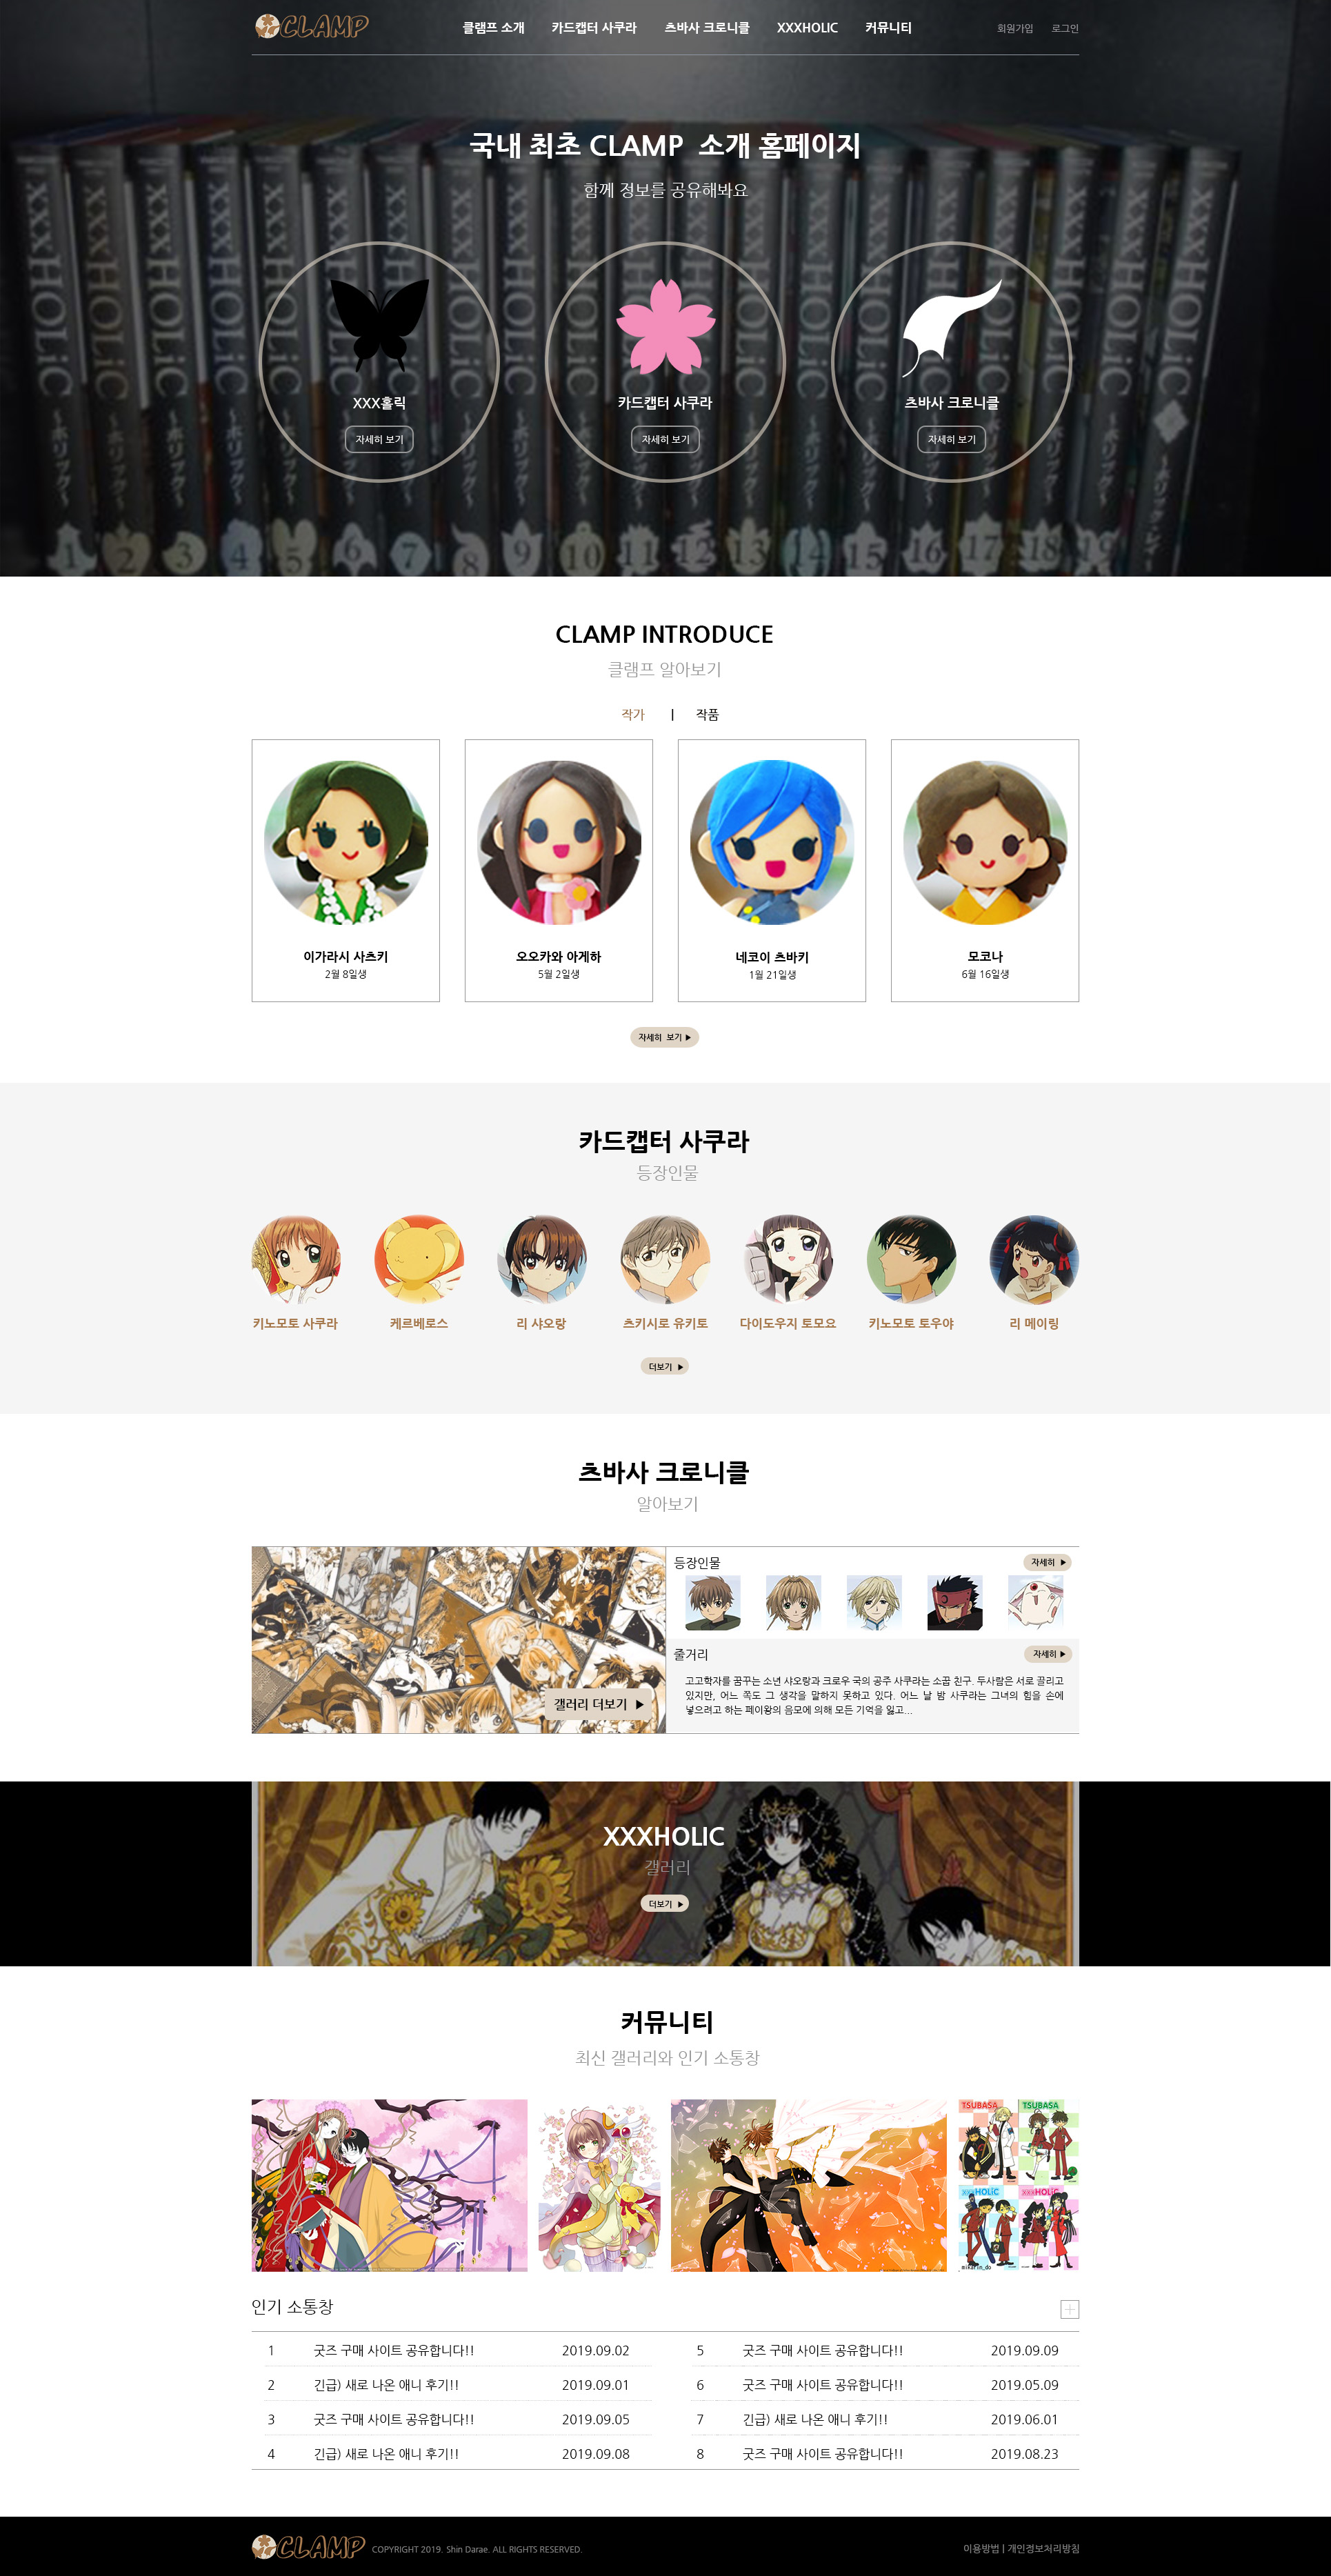 CLAMP
클램프 소개 카드캡터 사쿠라 츠바사 크로니클 XXXHOLIC 커뮤니티
회원가입 로그인
국내 최초 CLAMP 소개 홈페이지
함께 정보를 공유해봐요
XXX홀릭
자세히 보기
카드캡터 사쿠라
자세히 보기
츠바사 크로니클
자세히 보기
CLAMP INTRODUCE
클램프 알아보기
작가 | 작품
이가라시 사츠키
2월 8일생
오오카와 아게하
5월 2일생
네코이 츠바키
1월 21일생
모코나
6월 16일생
자세히 보기 ▶
카드캡터 사쿠라
등장인물
키노모토 사쿠라
케르베로스
리 샤오랑
츠키시로 유키토
다이도우지 토모요
키노모토 토우야
리 메이링
더보기 ▶
츠바사 크로니클
알아보기
갤러리 더보기 ▶
등장인물
자세히 ▶
줄거리
자세히 ▶
고고학자를 꿈꾸는 소년 샤오랑과 크로우 국의 공주 사쿠라는 소꿉 친구. 두사람은 서로 끌리고
있지만, 어느 쪽도 그 생각을 말하지 못하고 있다. 어느 날 밤 사쿠라는 그녀의 힘을 손에
넣으려고 하는 페이왕의 음모에 의해 모든 기억을 잃고...
XXXHOLIC
갤러리
더보기 ▶
커뮤니티
최신 갤러리와 인기 소통창
TSUBASA
TSUBASA
xxxHOLiC
xxxHOLiC
인기 소통창
1 굿즈 구매 사이트 공유합니다!! 2019.09.02
2 긴급) 새로 나온 애니 후기!! 2019.09.01
3 굿즈 구매 사이트 공유합니다!! 2019.09.05
4 긴급) 새로 나온 애니 후기!! 2019.09.08
5 굿즈 구매 사이트 공유합니다!! 2019.09.09
6 굿즈 구매 사이트 공유합니다!! 2019.05.09
7 긴급) 새로 나온 애니 후기!! 2019.06.01
8 굿즈 구매 사이트 공유합니다!! 2019.08.23
CLAMP
COPYRIGHT 2019. Shin Darae. ALL RIGHTS RESERVED.
이용방법 | 개인정보처리방침